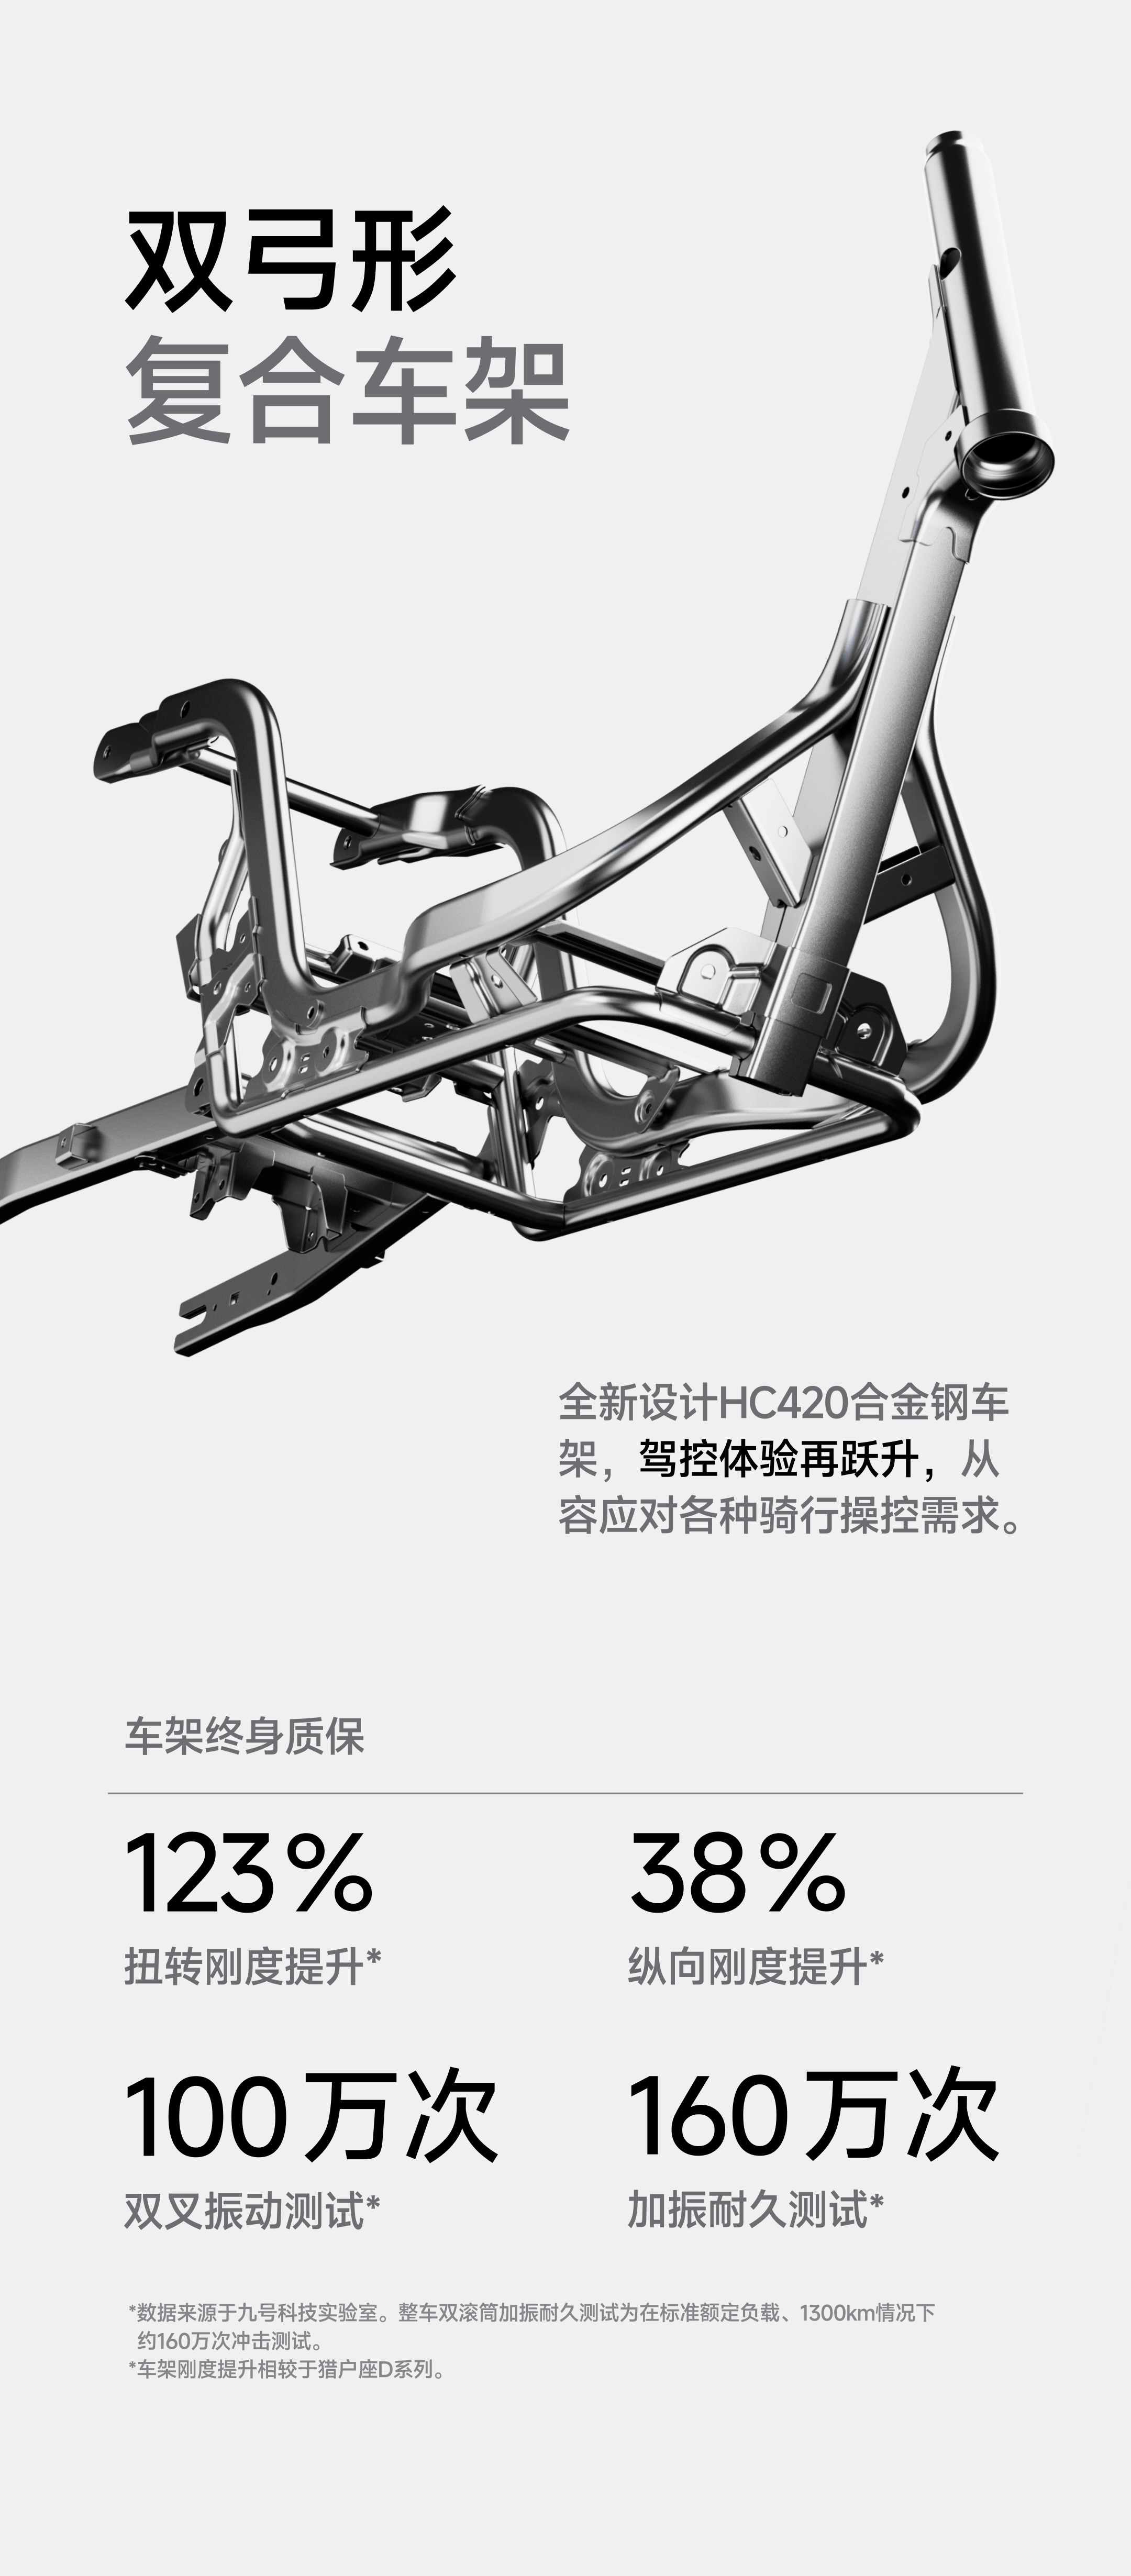 双弓形
复合车架
全新设计HC420合金钢车
架，驾控体验再跃升，从
容应对各种骑行操控需求。
车架终身质保
123%
38%
扭转刚度提升*
纵向刚度提升*
100万次
160万次
双叉振动测试*
加振耐久测试*
*数据来源于九号科技实验室。整车双滚筒加振耐久测试为在标准额定负载、1300km情况下
约160万次冲击测试。
*车架刚度提升相较于猎户座D系列。